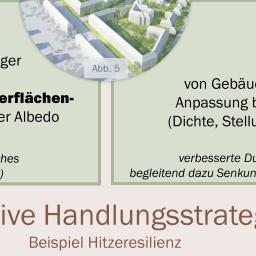 Abb. 5
ger
erflächen-
er Albedo
hes
)
von Gebäu
Anpassung b
(Dichte, Stellu
verbesserte Du
begleitend dazu Senkun
ive Handlungsstrateg
Beispiel Hitzeresilienz